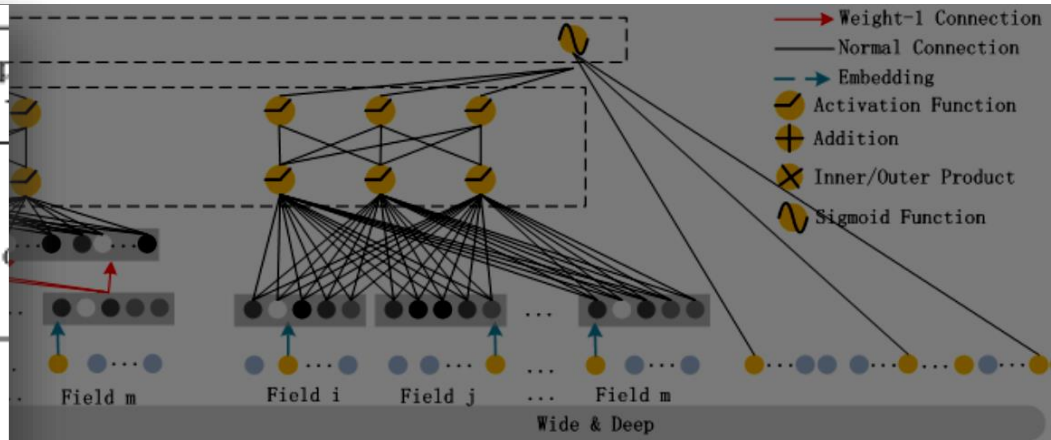 Weight-1 Connection
Normal Connection
Embedding
Activation Function
Addition
Inner/Outer Product
Sigmoid Function
...
Field m
Field i
Field j
...
Field m
Wide & Deep